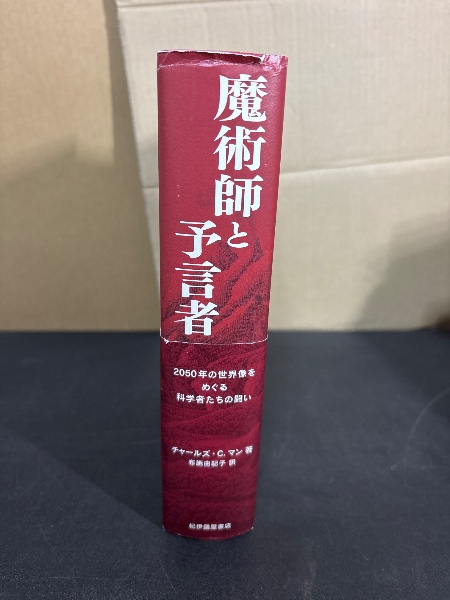 魔術師と
予言者
2050年の世界像を
めぐる
科学者たちの闘い
チャールズ・C.マン 著
布施由紀子 訳
紀伊國屋書店